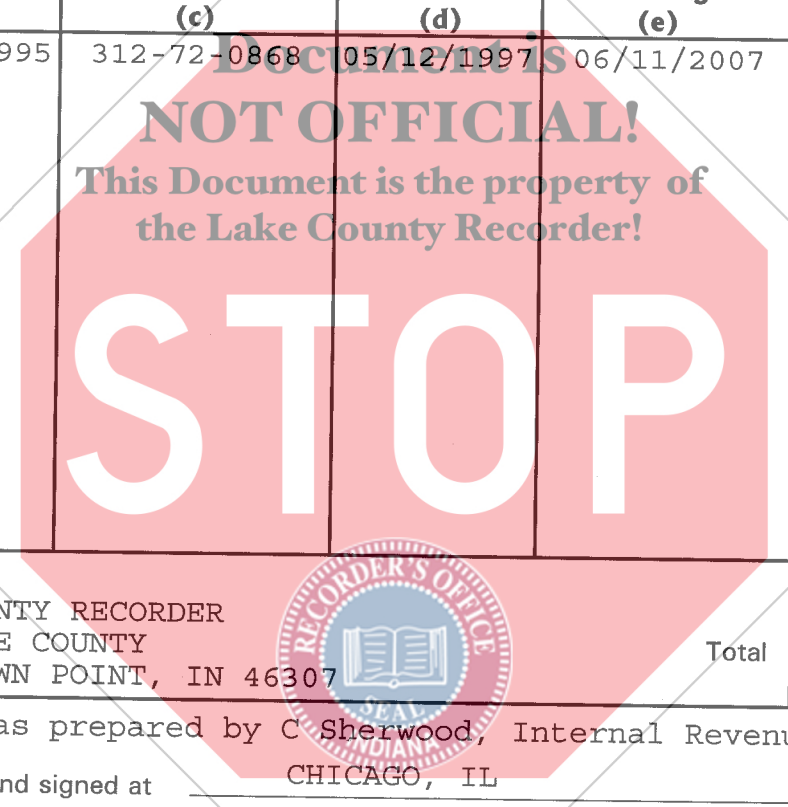 (c) (d) (e)
995 312-72-0868 05/12/1997 06/11/2007
Document is
NOT OFFICIAL!
This Document is the property of
the Lake County Recorder!
STOP
NTY RECORDER
E COUNTY
WN POINT, IN 46307
Total
RECORDER'S OFFICE
SEAL
INDIANA
as prepared by C Sherwood, Internal Revenu
nd signed at CHICAGO, IL